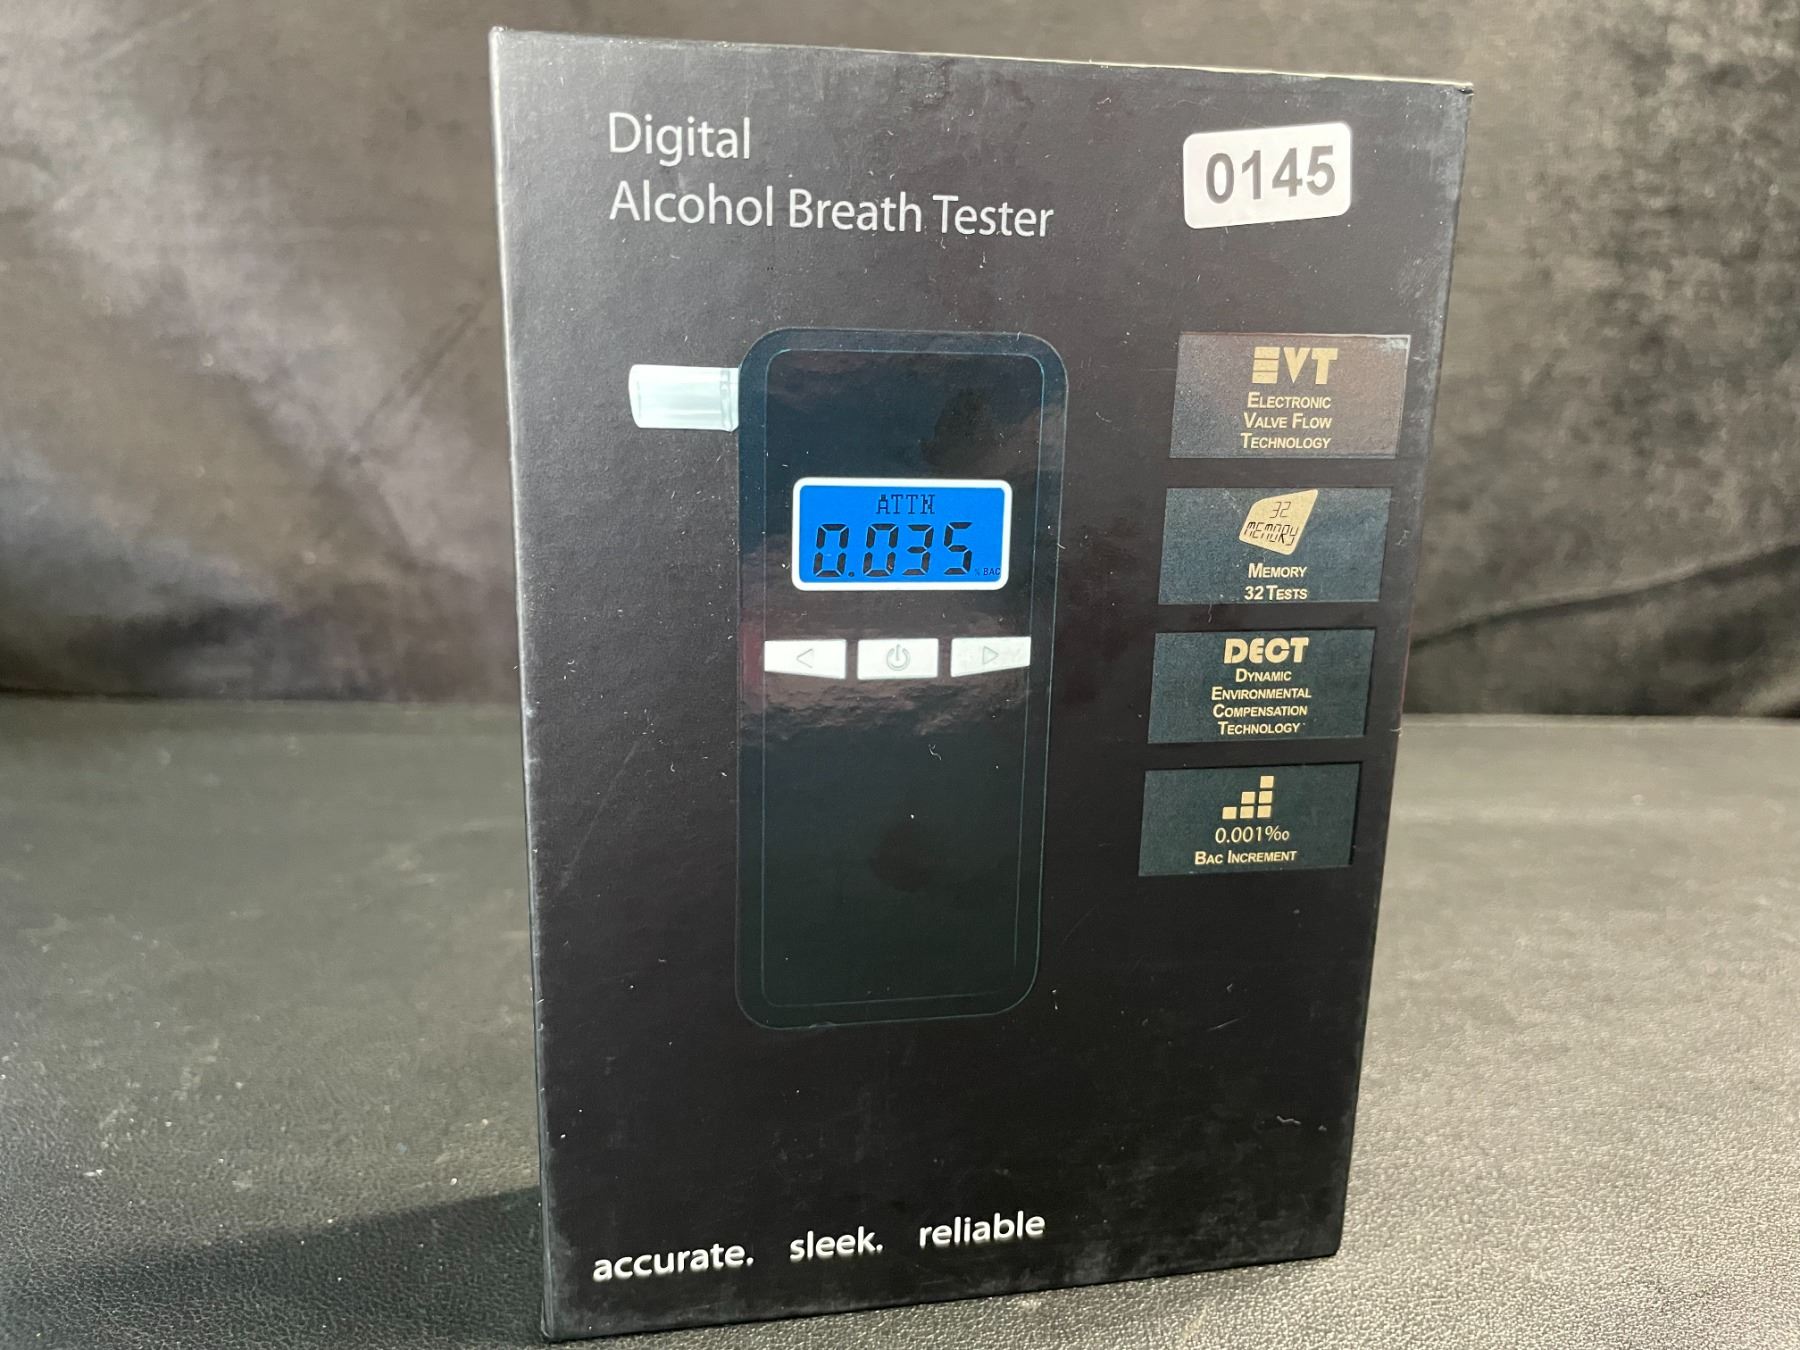 Digital
Alcohol Breath Tester
0145
EVT
ELECTRONIC
VALVE FLOW
TECHNOLOGY
ATTN
0.035
% BAC
32
MEMORY
MEMORY
32 TESTS
DECT
DYNAMIC
ENVIRONMENTAL
COMPENSATION
TECHNOLOGY
0.001‰
BAC INCREMENT
accurate. sleek. reliable